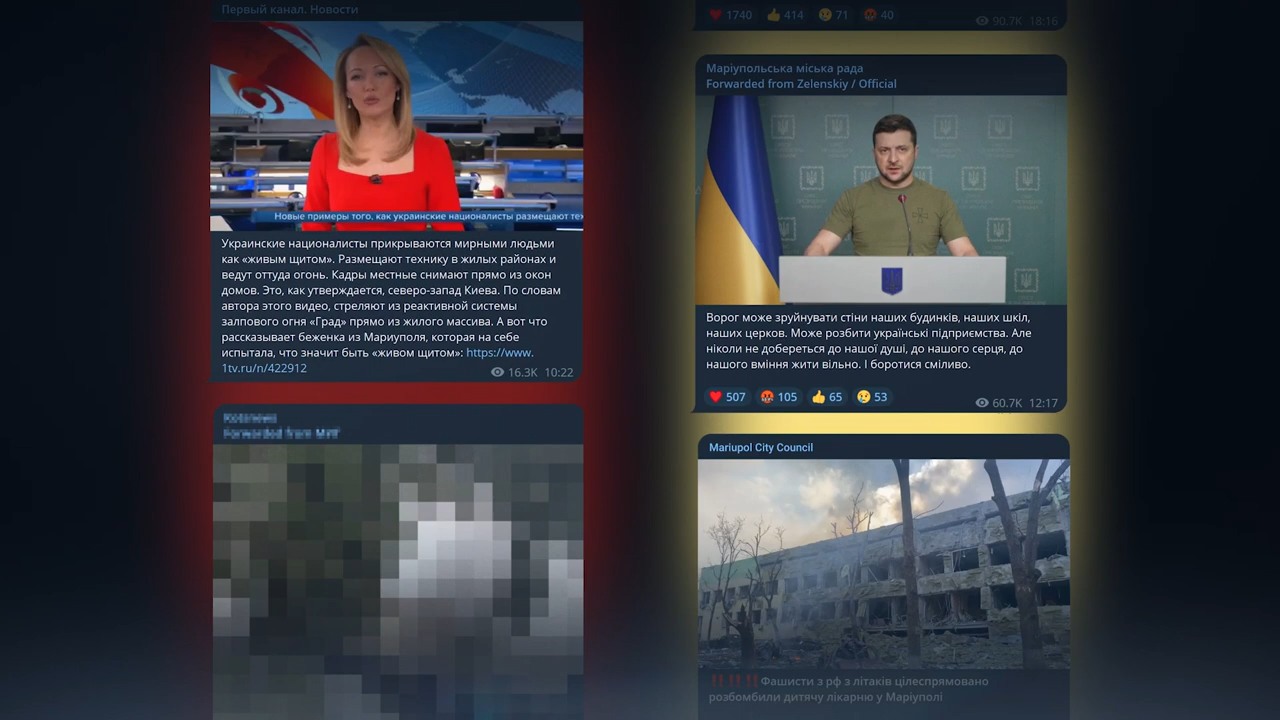 Первый канал. Новости
Новые примеры того, как украинские националисты размещают тех
Украинские националисты прикрываются мирными людьми
как «живым щитом». Размещают технику в жилых районах и
ведут оттуда огонь. Кадры местные снимают прямо из окон
домов. Это, как утверждается, северо-запад Киева. По словам
автора этого видео, стреляют из реактивной системы
залпового огня «Град» прямо из жилого массива. А вот что
рассказывает беженка из Мариуполя, которая на себе
испытала, что значит быть «живом щитом»: https://www.
1tv.ru/n/422912
16.3K 10:22
1740 414 71 40
90.7K 18:16
Маріупольська міська рада
Forwarded from Zelenskiy / Official
Ворог може зруйнувати стіни наших будинків, наших шкіл,
наших церков. Може розбити українські підприємства. Але
ніколи не добереться до нашої душі, до нашого серця, до
нашого вміння жити вільно. І боротися сміливо.
507 105 65 53
60.7K 12:17
Mariupol City Council
‼️‼️‼️Фашисти з рф з літаків цілеспрямовано
розбомбили дитячу лікарню у Маріуполі